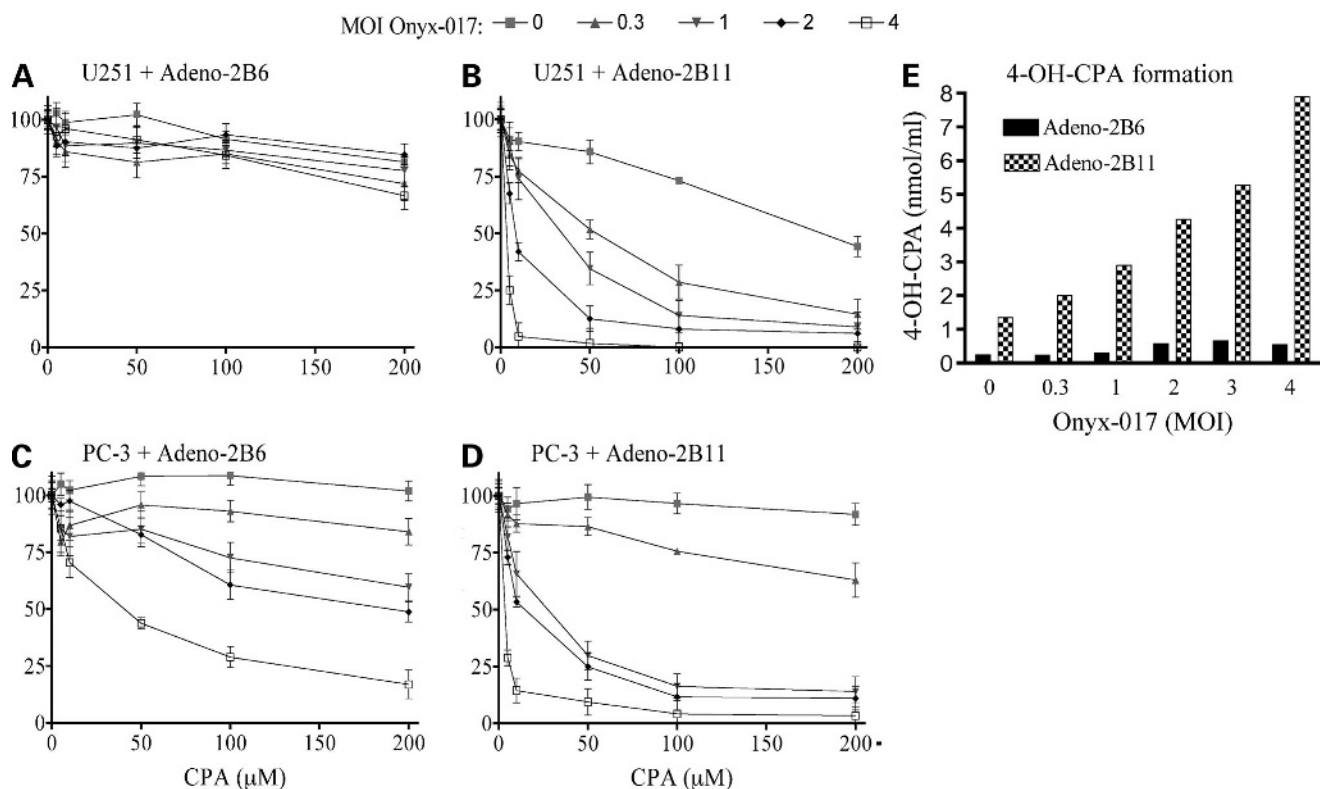 MOI Onyx-017: 0 0.3 1 2 4
A U251 + Adeno-2B6
100
75
50
25
0
0 50 100 150 200
B U251 + Adeno-2B11
100
75
50
25
0
0 50 100 150 200
E 4-OH-CPA formation
Adeno-2B6
Adeno-2B11
4-OH-CPA (nmol/ml)
8
7
6
5
4
3
2
1
0
0 0.3 1 2 3 4
Onyx-017 (MOI)
C PC-3 + Adeno-2B6
100
75
50
25
0
0 50 100 150 200
CPA (μM)
D PC-3 + Adeno-2B11
100
75
50
25
0
0 50 100 150 200
CPA (μM)